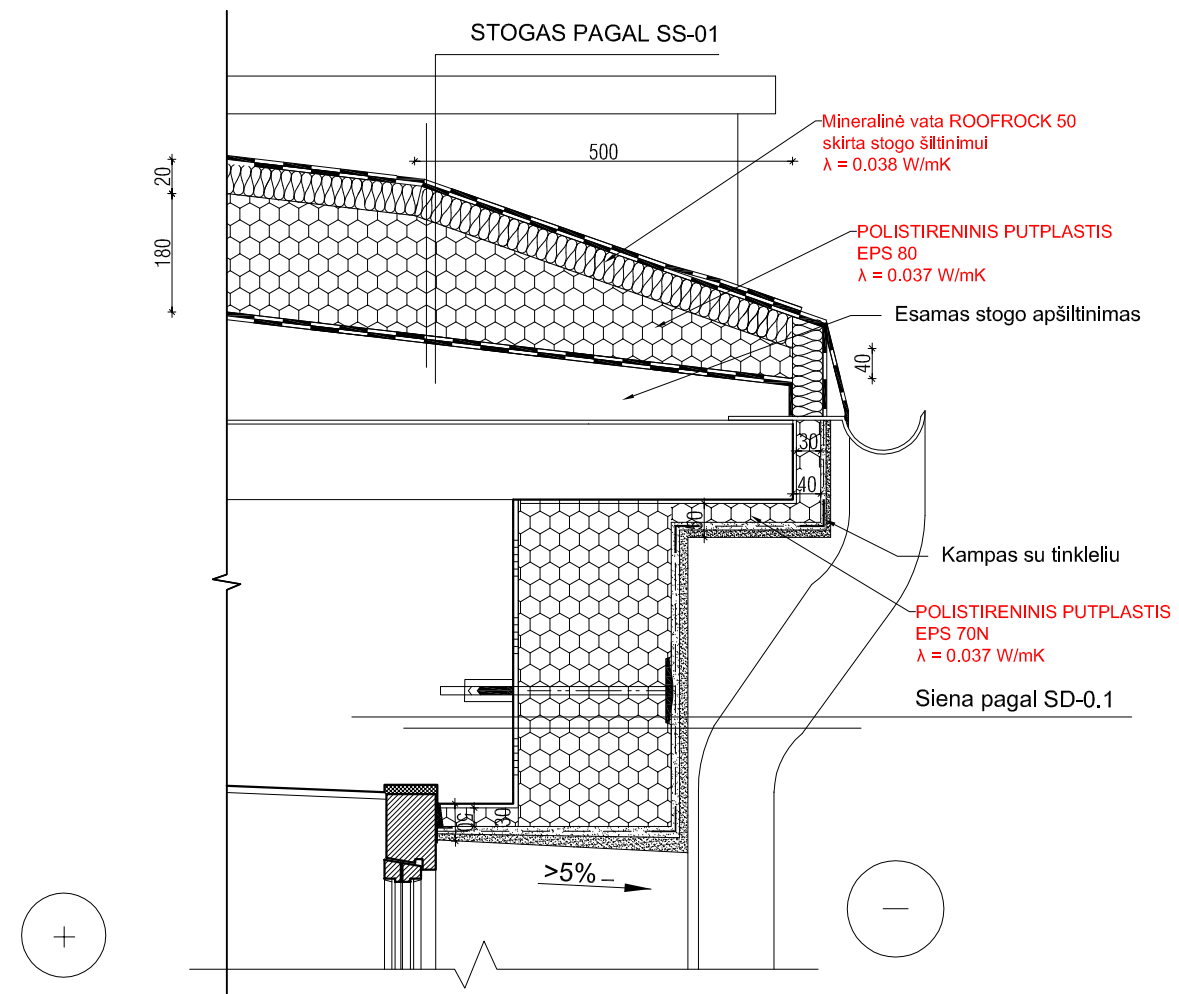 STOGAS PAGAL SS-01
Mineralinė vata ROOFROCK 50
skirta stogo šiltinimui
λ = 0.038 W/mK
500
20
180
POLISTIRENINIS PUTPLASTIS
EPS 80
λ = 0.037 W/mK
Esamas stogo apšiltinimas
40
30
40
60
Kampas su tinkleliu
POLISTIRENINIS PUTPLASTIS
EPS 70N
λ = 0.037 W/mK
Siena pagal SD-0.1
50
30
>5%
+
−